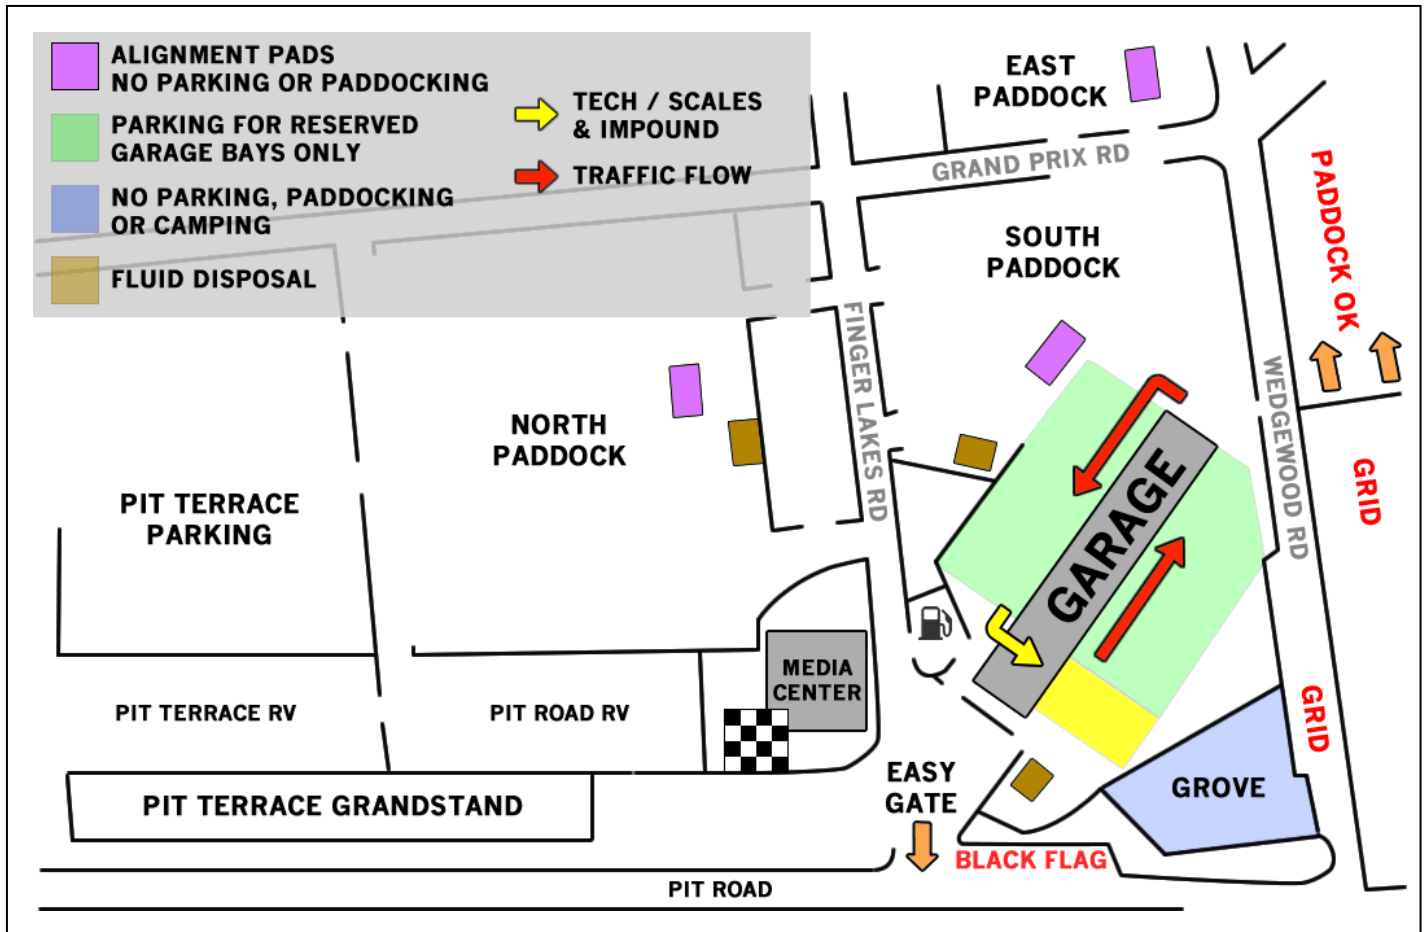 ALIGNMENT PADS
NO PARKING OR PADDOCKING
PARKING FOR RESERVED
GARAGE BAYS ONLY
NO PARKING, PADDOCKING
OR CAMPING
FLUID DISPOSAL
TECH / SCALES
& IMPOUND
TRAFFIC FLOW
EAST
PADDOCK
GRAND PRIX RD
PADDOCK OK
SOUTH
PADDOCK
FINGER LAKES RD
WEDGEWOOD RD
NORTH
PADDOCK
GRID
PIT TERRACE
PARKING
GARAGE
MEDIA
CENTER
PIT TERRACE RV
PIT ROAD RV
GRID
EASY
GATE
GROVE
PIT TERRACE GRANDSTAND
BLACK FLAG
PIT ROAD